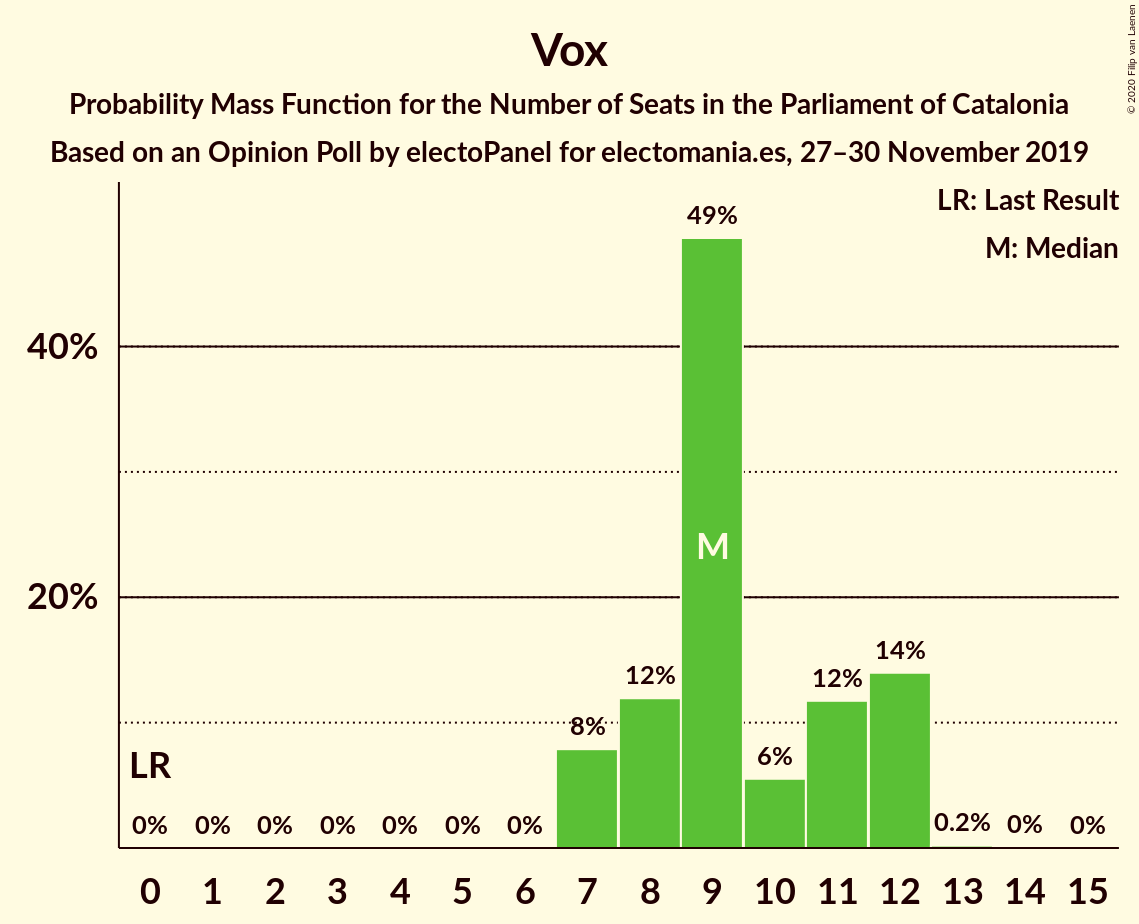 Vox
Probability Mass Function for the Number of Seats in the Parliament of Catalonia
Based on an Opinion Poll by electoPanel for electomania.es, 27–30 November 2019
© 2020 Filip van Laenen
LR: Last Result
M: Median
49%
40%
M
20%
14%
12%
12%
8%
6%
LR
0% 0% 0% 0% 0% 0% 0% 0.2% 0% 0%
0 1 2 3 4 5 6 7 8 9 10 11 12 13 14 15